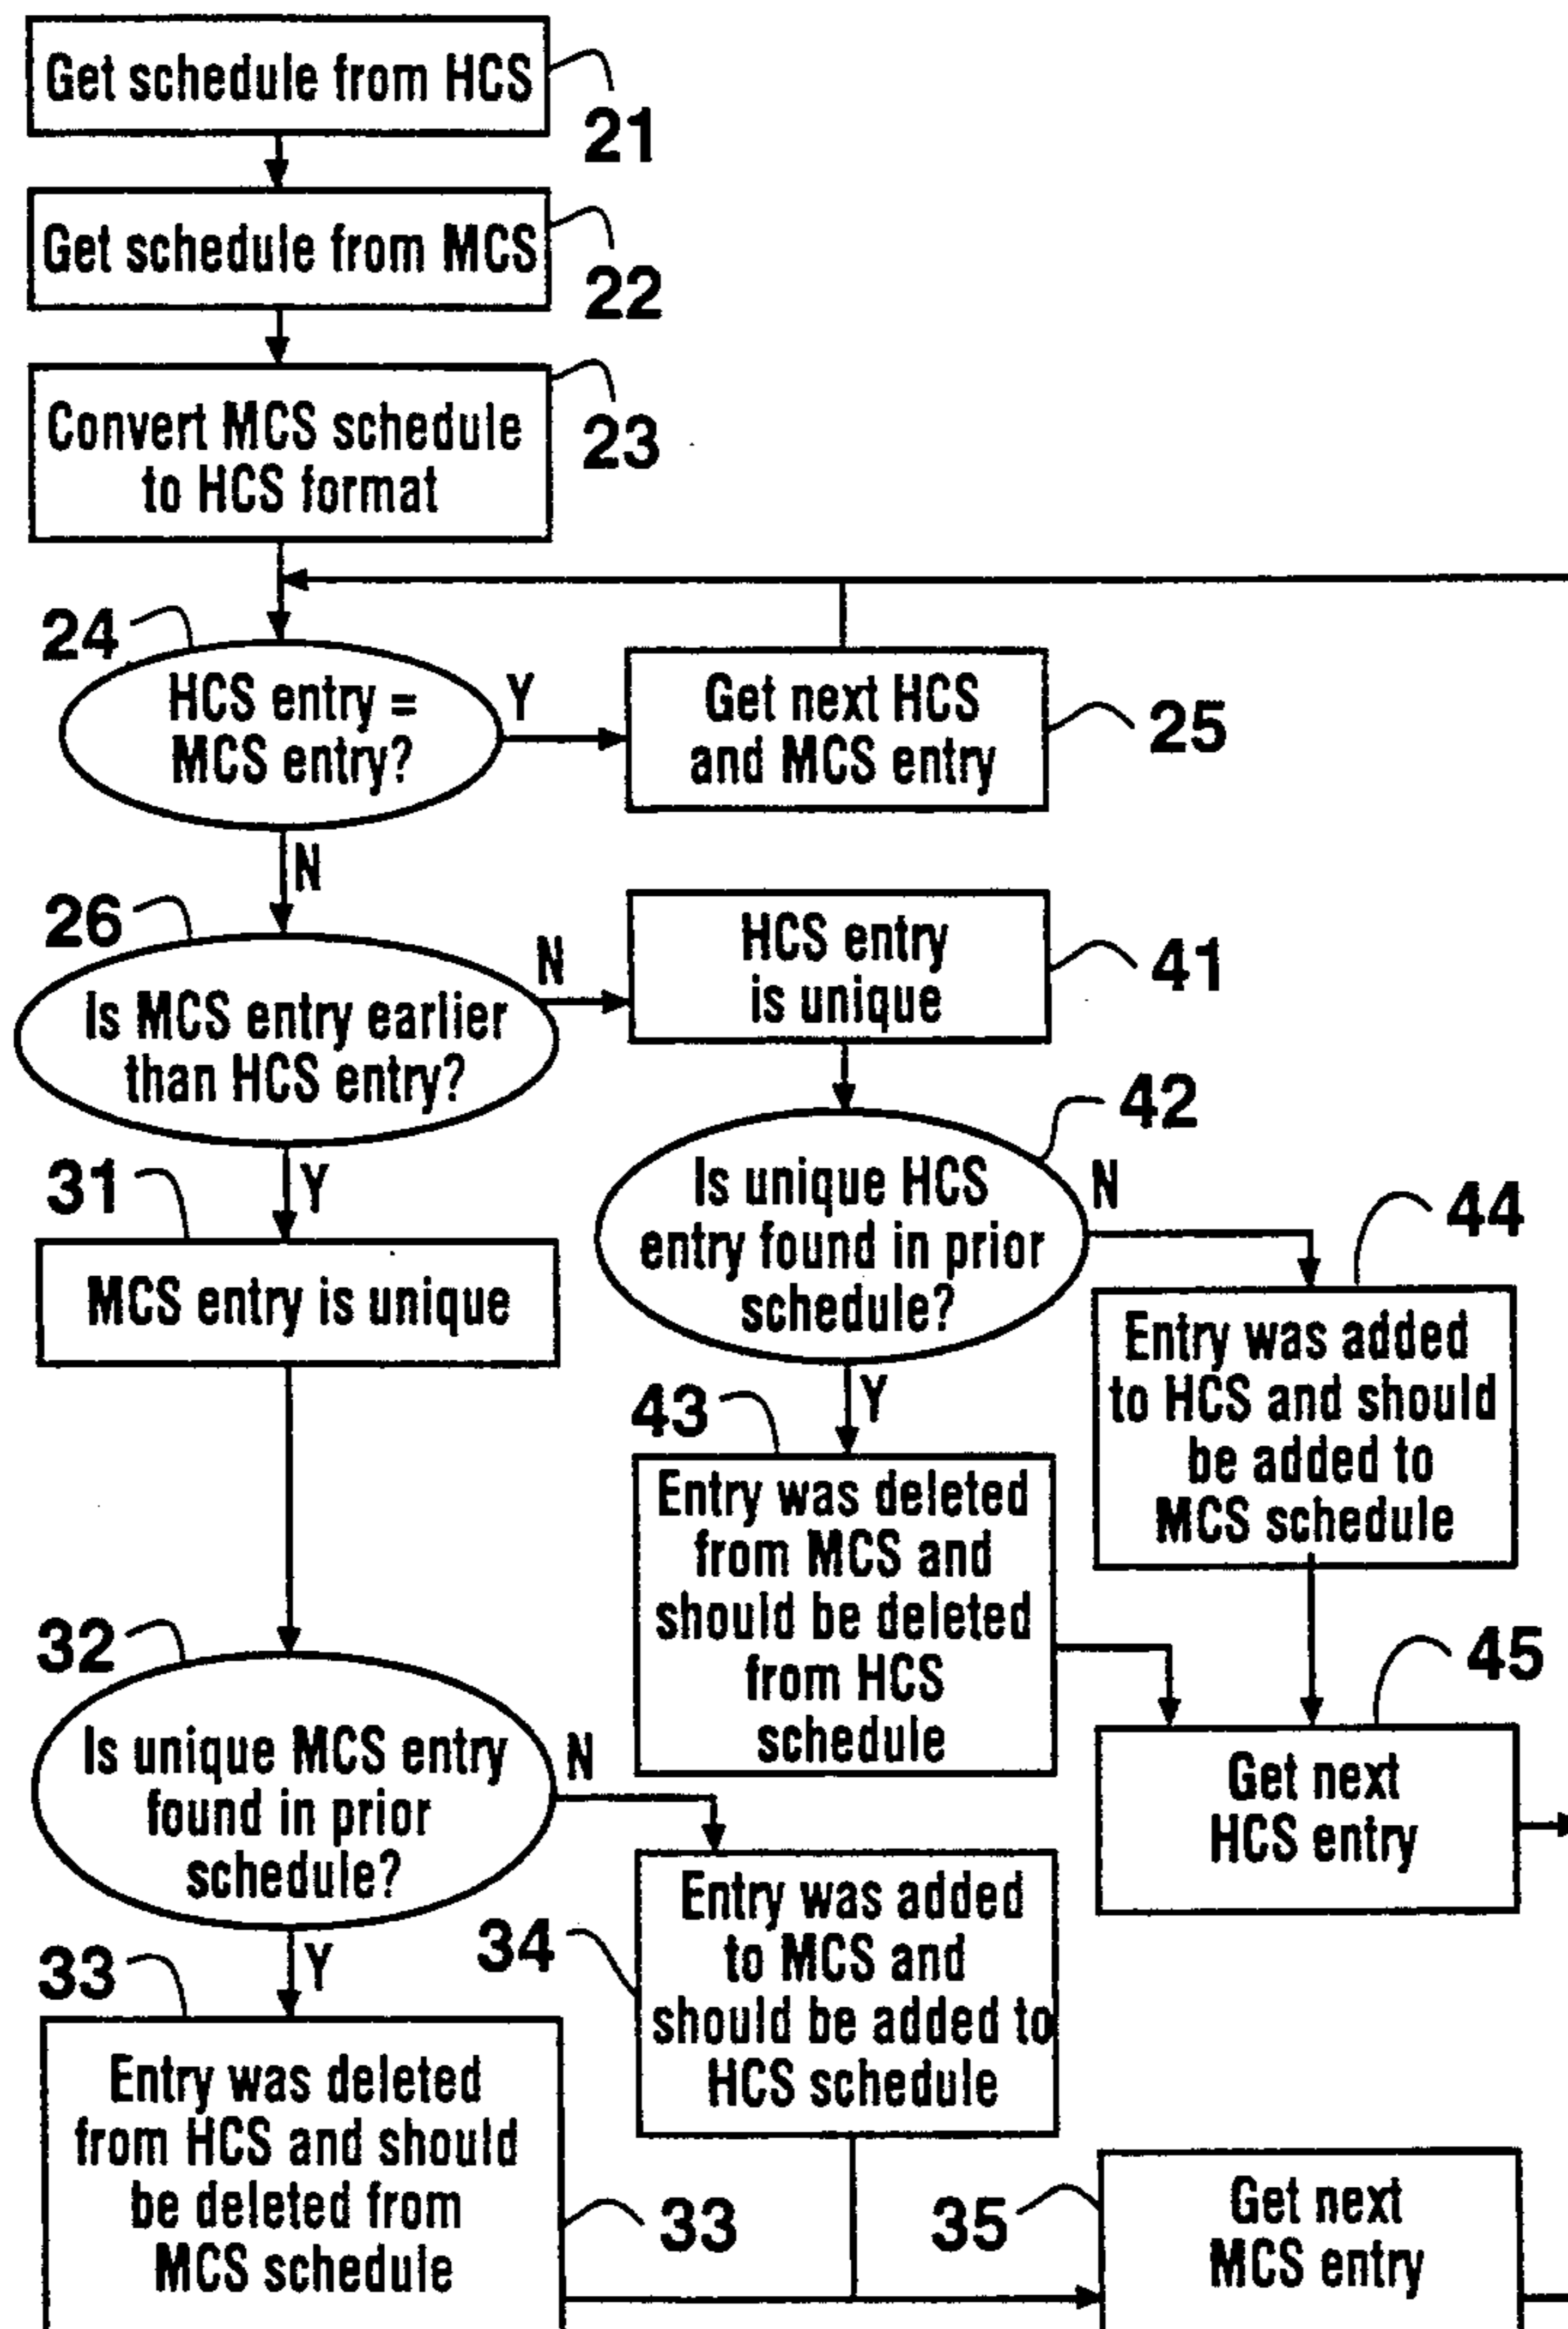 Get schedule from HCS
21
Get schedule from MCS
22
Convert MCS schedule
to HCS format
23
24
HCS entry =
MCS entry?
Y
Get next HCS
and MCS entry
25
N
26
Is MCS entry earlier
than HCS entry?
N
HCS entry
is unique
41
Y
31
MCS entry is unique
42
Is unique HCS
entry found in prior
schedule?
N
44
Entry was added
to HCS and should
be added to
MCS schedule
Y
43
Entry was deleted
from MCS and
should be deleted
from HCS
schedule
45
Get next
HCS entry
32
Is unique MCS entry
found in prior
schedule?
N
34
Entry was added
to MCS and
should be added to
HCS schedule
Y
33
Entry was deleted
from HCS and should
be deleted from
MCS schedule
33
35
Get next
MCS entry